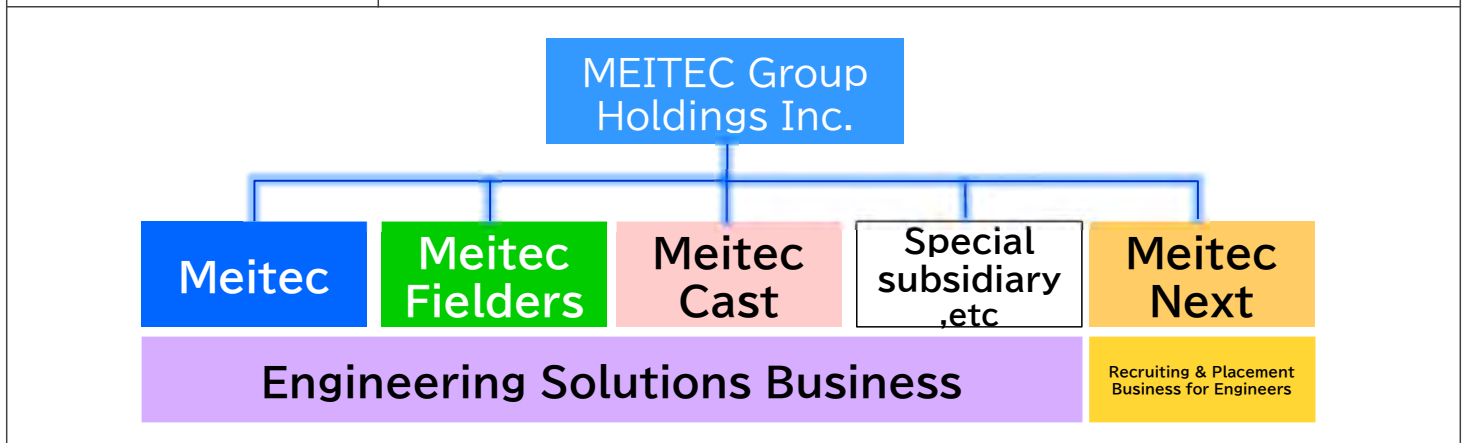 MEITEC Group
Holdings Inc.
Meitec
Meitec
Fielders
Meitec
Cast
Special
subsidiary
,etc
Meitec
Next
Engineering Solutions Business
Recruiting & Placement
Business for Engineers